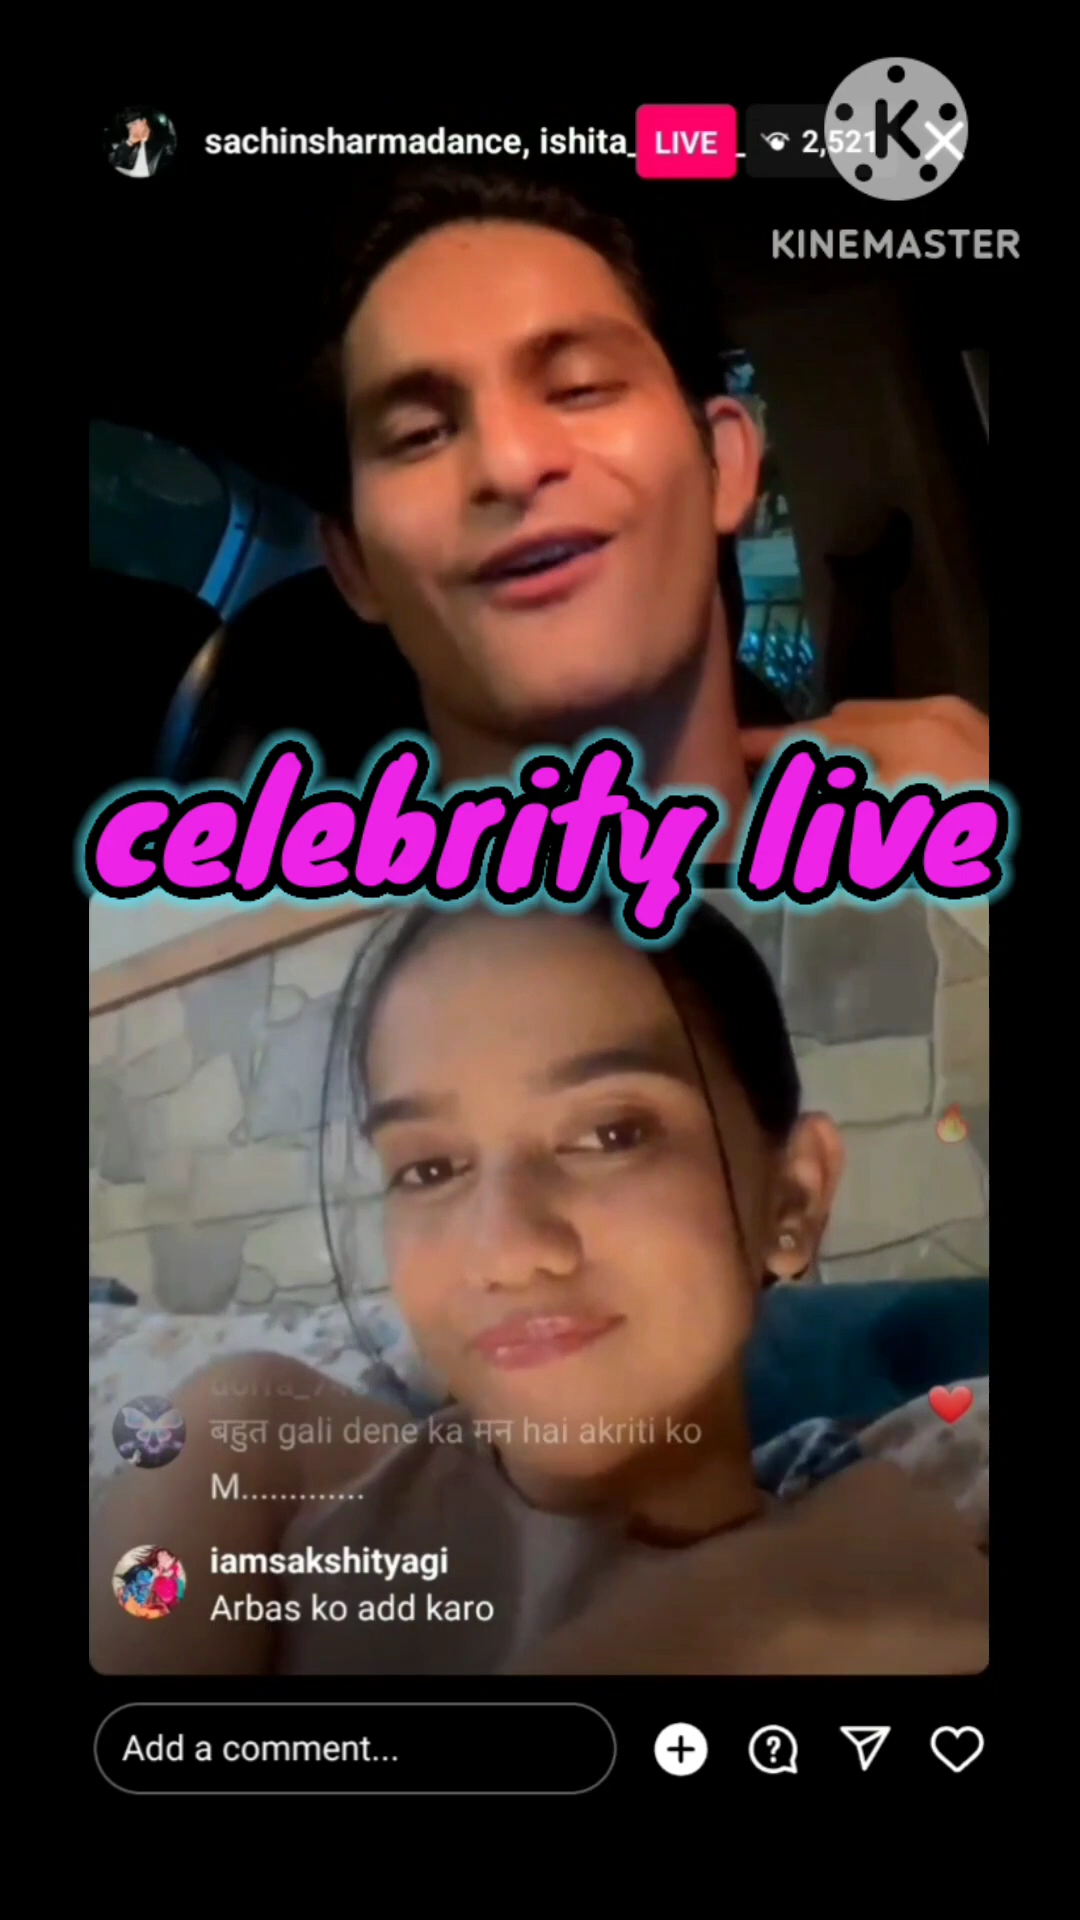 sachinsharmadance, ishita_ LIVE _ 2,521
KINEMASTER
celebrity live
बहुत gali dene ka मन hai akriti ko
M.............
iamsakshityagi
Arbas ko add karo
Add a comment...